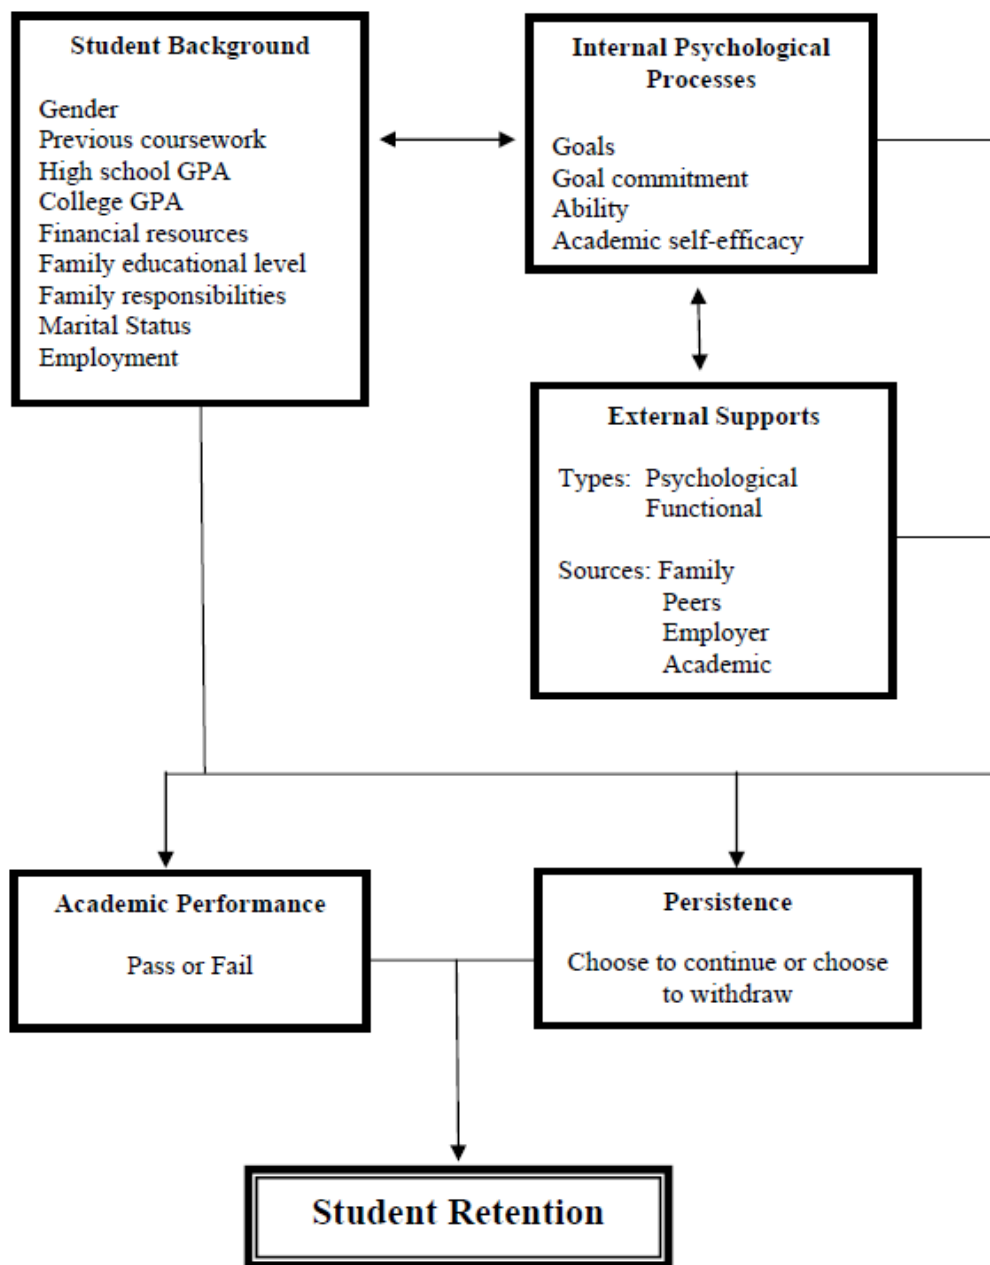 Student Background
Gender
Previous coursework
High school GPA
College GPA
Financial resources
Family educational level
Family responsibilities
Marital Status
Employment
Internal Psychological
Processes
Goals
Goal commitment
Ability
Academic self-efficacy
External Supports
Types: Psychological
Functional
Sources: Family
Peers
Employer
Academic
Academic Performance
Pass or Fail
Persistence
Choose to continue or choose
to withdraw
Student Retention